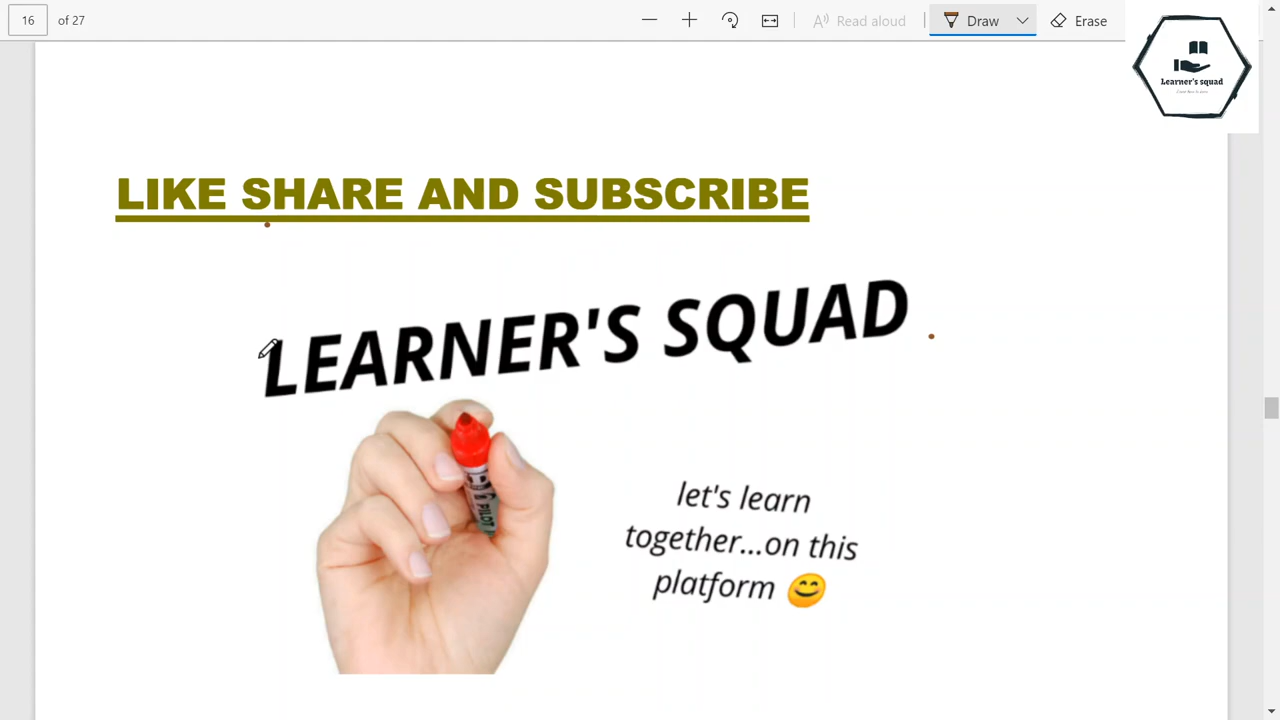 16 of 27
Read aloud
Draw
Erase
Learner's squad
LIKE SHARE AND SUBSCRIBE
LEARNER'S SQUAD
PILOT
let's learn
together...on this
platform 😊